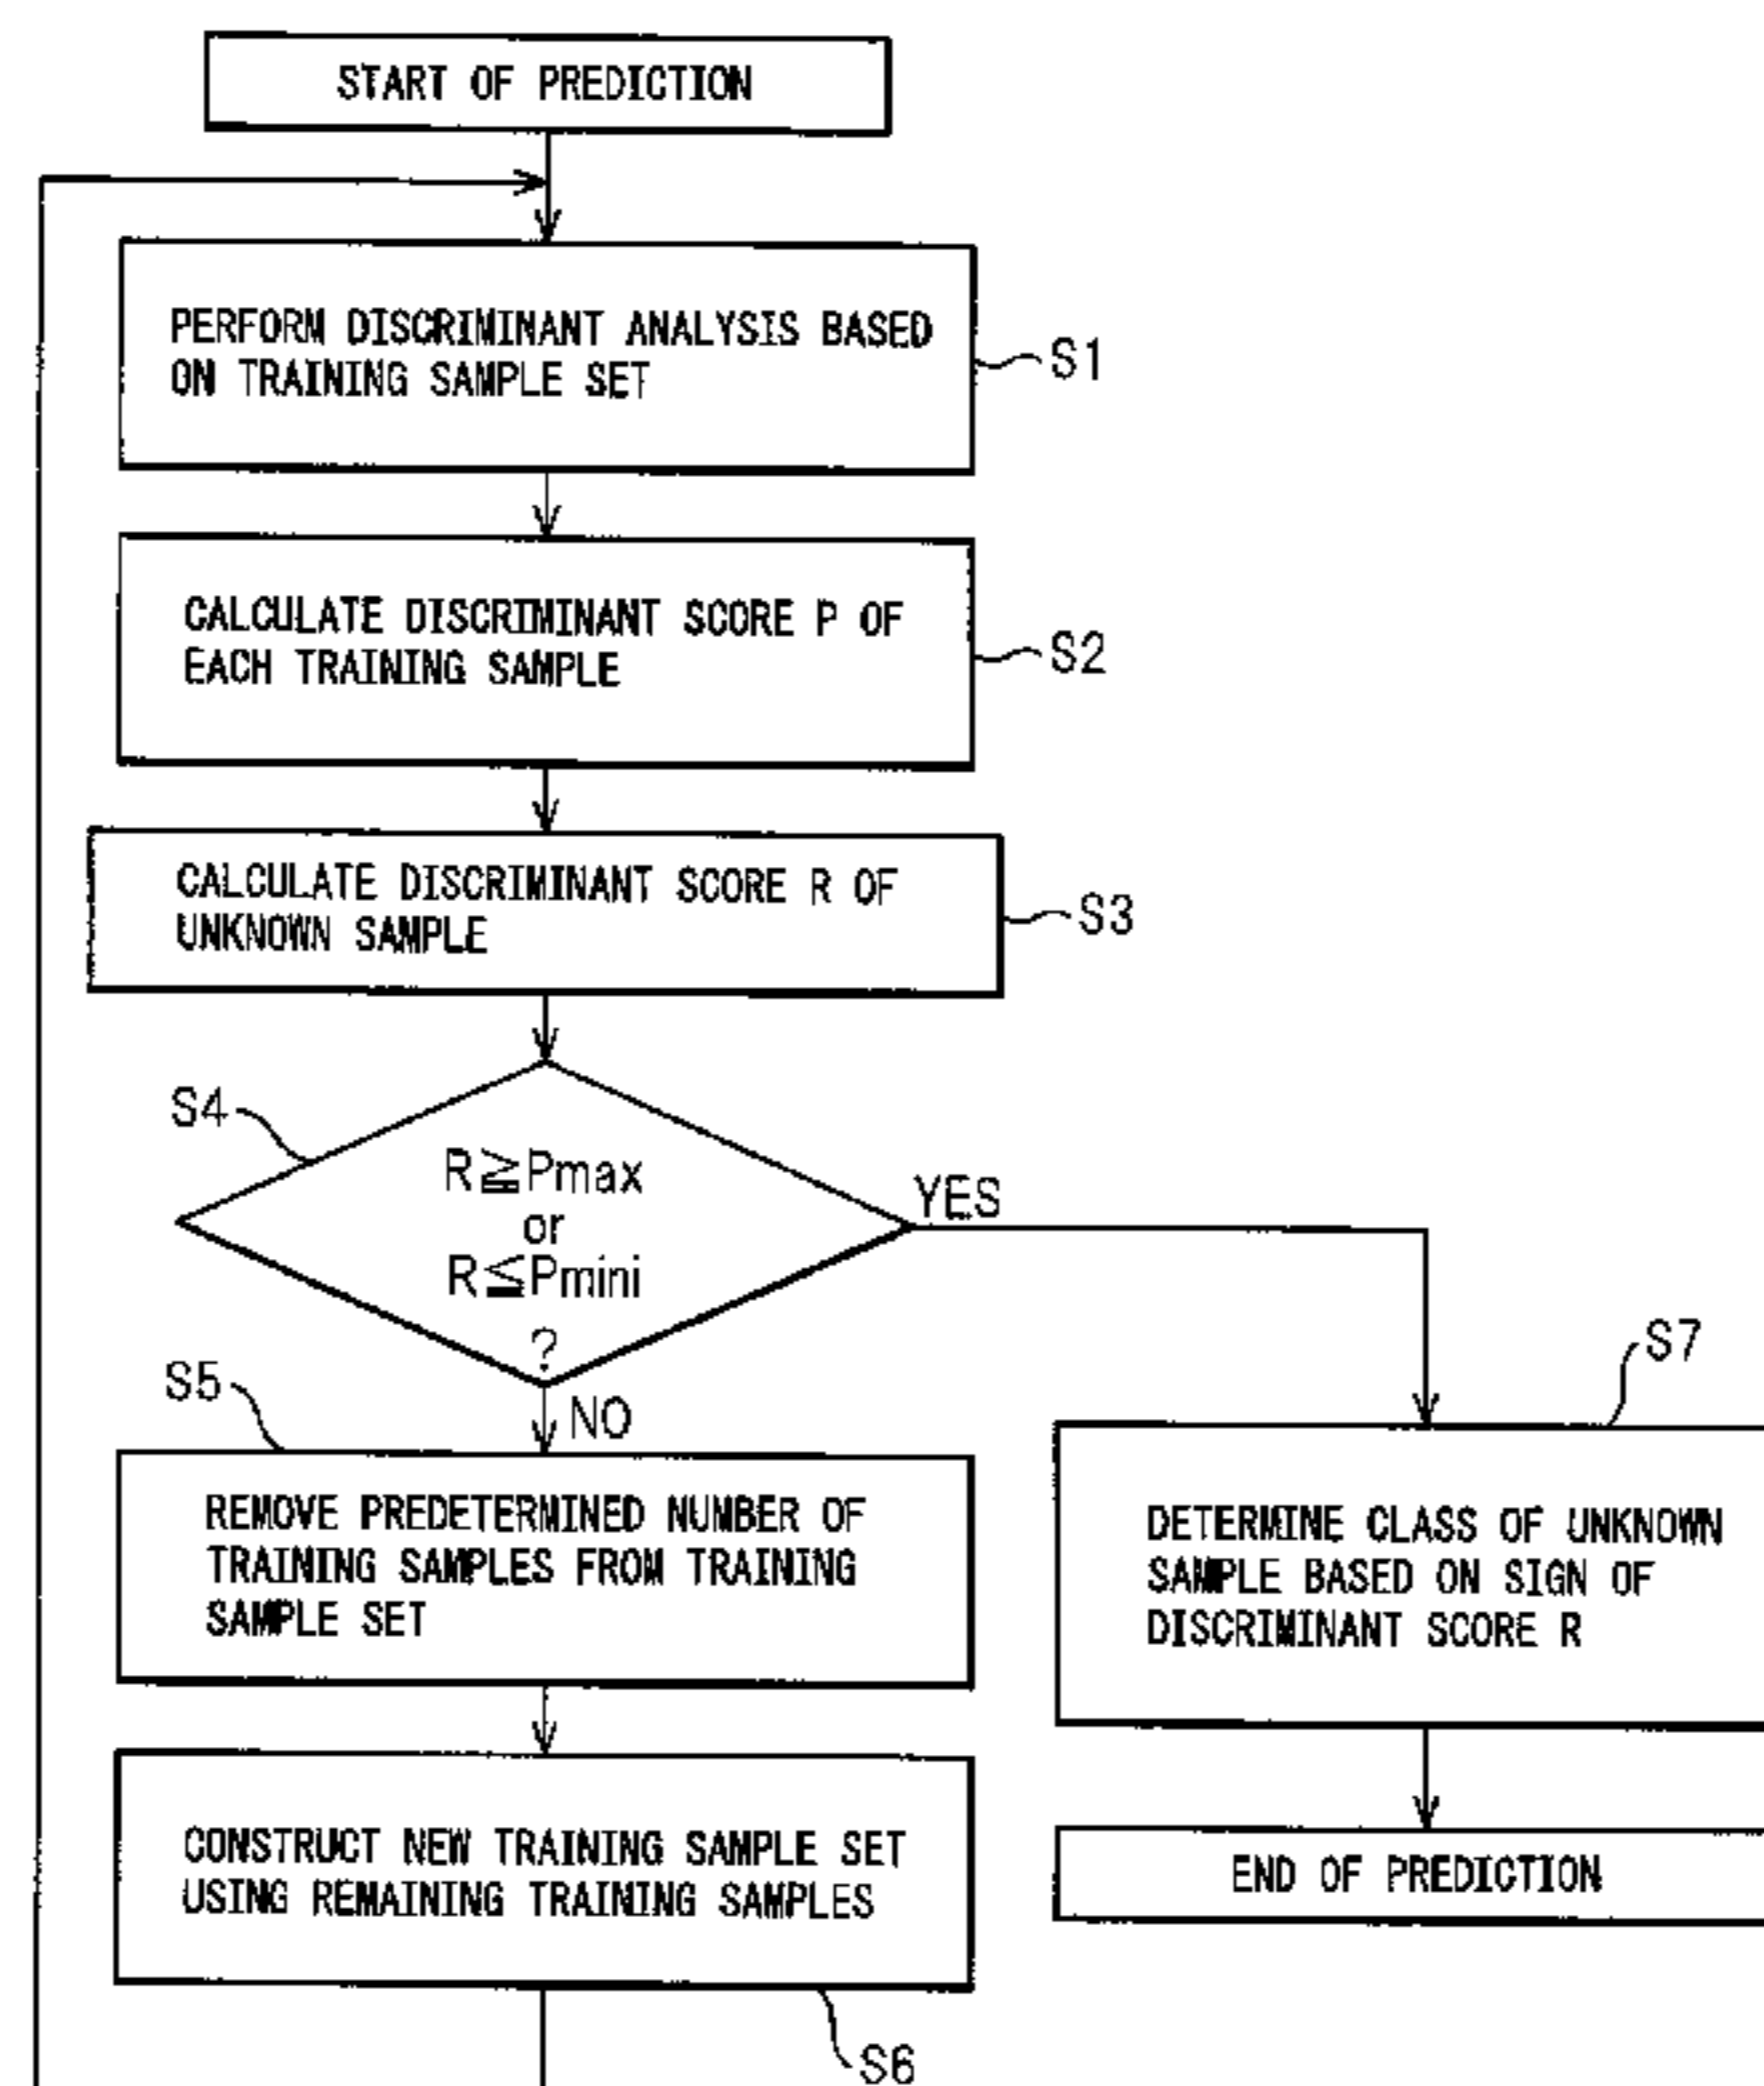 START OF PREDICTION
PERFORM DISCRIMINANT ANALYSIS BASED
ON TRAINING SAMPLE SET
S1
CALCULATE DISCRIMINANT SCORE P OF
EACH TRAINING SAMPLE
S2
CALCULATE DISCRIMINANT SCORE R OF
UNKNOWN SAMPLE
S3
S4
R≧Pmax
or
R≦Pmini
?
YES
NO
S5
REMOVE PREDETERMINED NUMBER OF
TRAINING SAMPLES FROM TRAINING
SAMPLE SET
S7
DETERMINE CLASS OF UNKNOWN
SAMPLE BASED ON SIGN OF
DISCRIMINANT SCORE R
CONSTRUCT NEW TRAINING SAMPLE SET
USING REMAINING TRAINING SAMPLES
S6
END OF PREDICTION